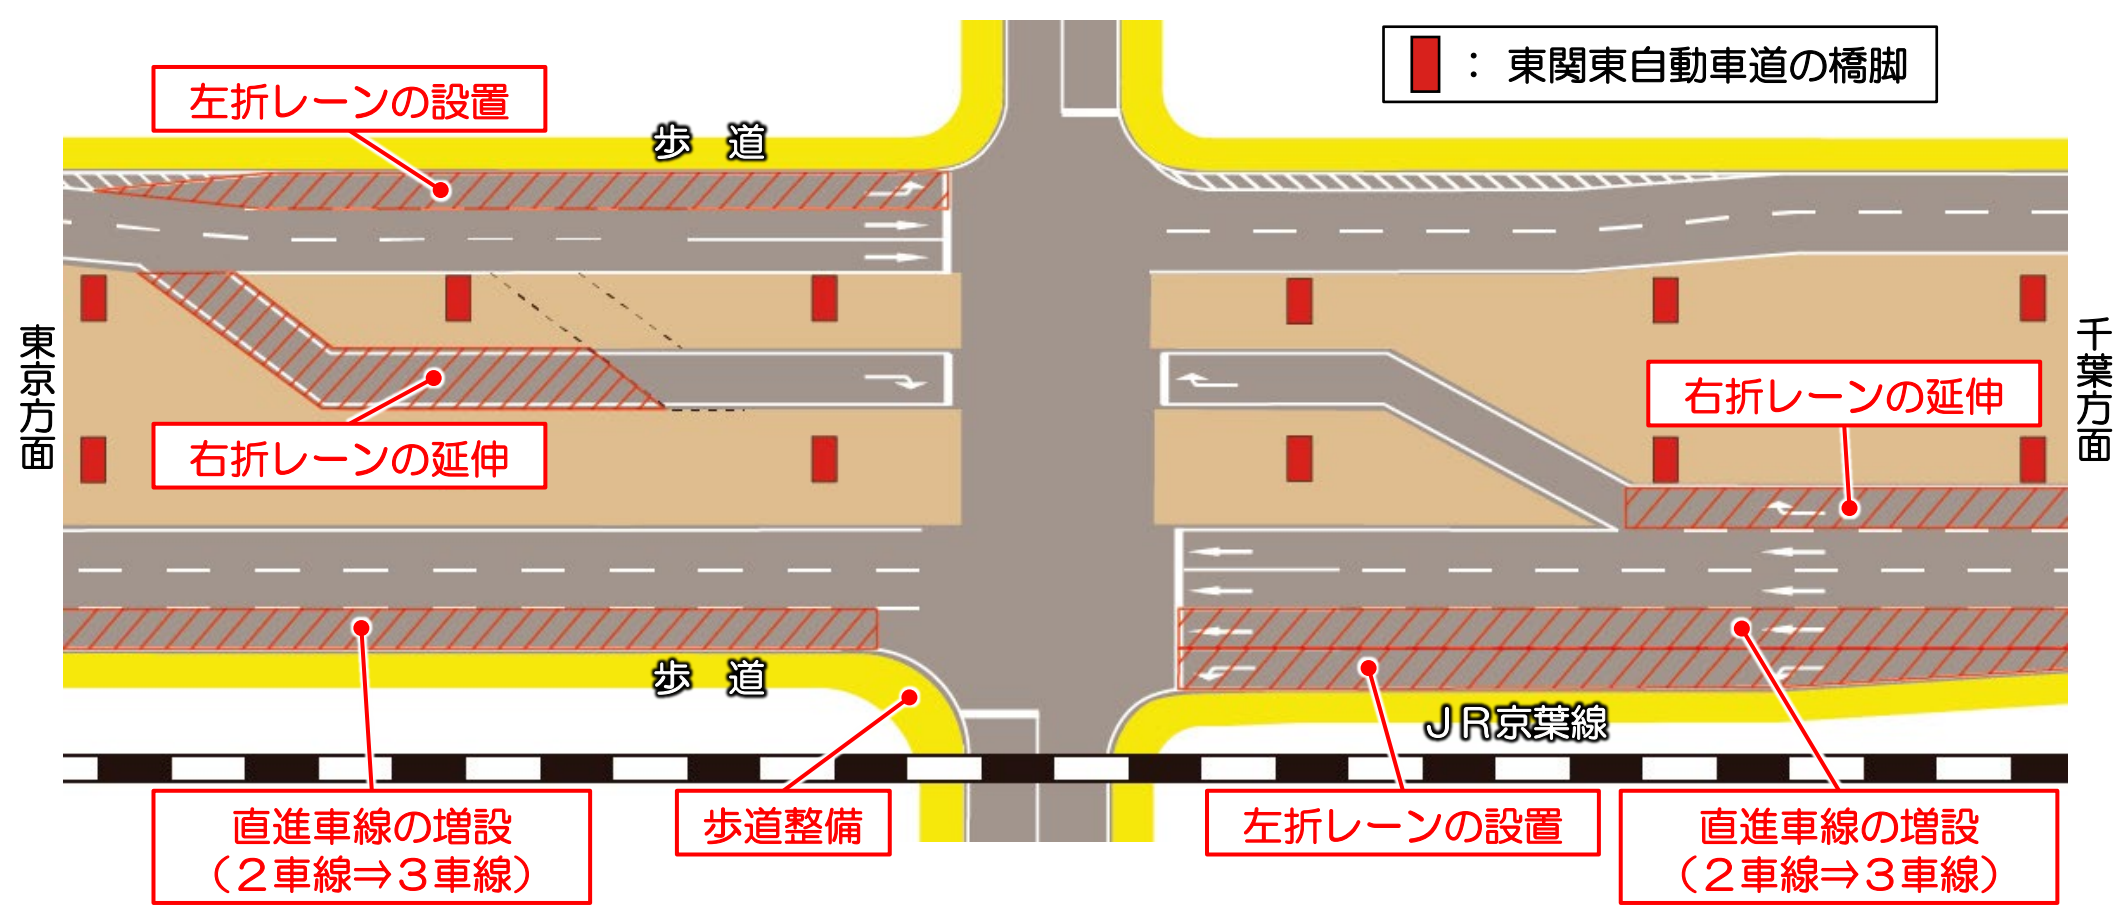 ：東関東自動車道の橋脚
左折レーンの設置
歩　道
東京方面
千葉方面
右折レーンの延伸
右折レーンの延伸
歩　道
ＪＲ京葉線
直進車線の増設
（２車線⇒３車線）
歩道整備
左折レーンの設置
直進車線の増設
（２車線⇒３車線）